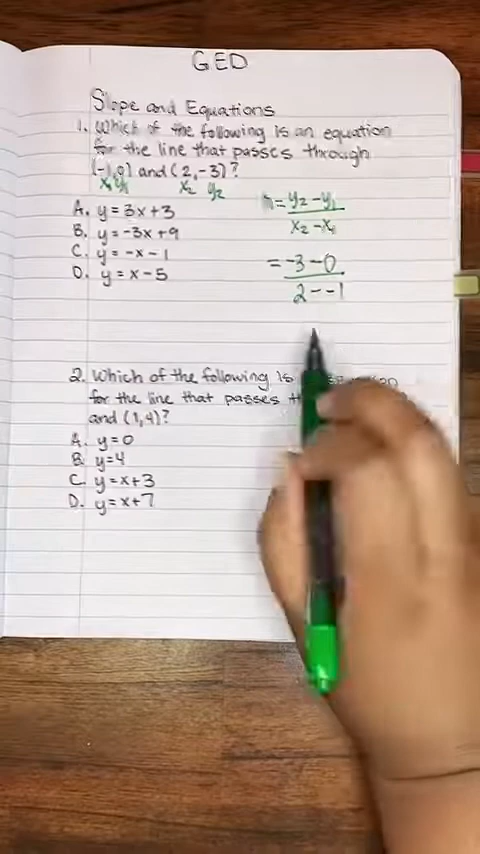 GED
Slope and Equations
1. Which of the following is an equation
for the line that passes through
(-1,0) and (2,-3)?
x₁ y₁ x₂ y₂
A. y = 3x + 3
B. y = -3x + 9
C. y = -x - 1
D. y = x - 5
m = y₂ - y₁
x₂ - x₁
= -3 - 0
2 - -1
2. Which of the following is
for the line that passes
and (1,4)?
A. y = 0
B. y = 4
C. y = x + 3
D. y = x + 7